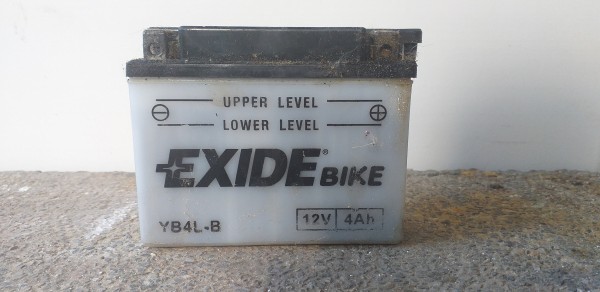 UPPER LEVEL
LOWER LEVEL
EXIDE® BIKE
YB4L-B 12V 4Ah